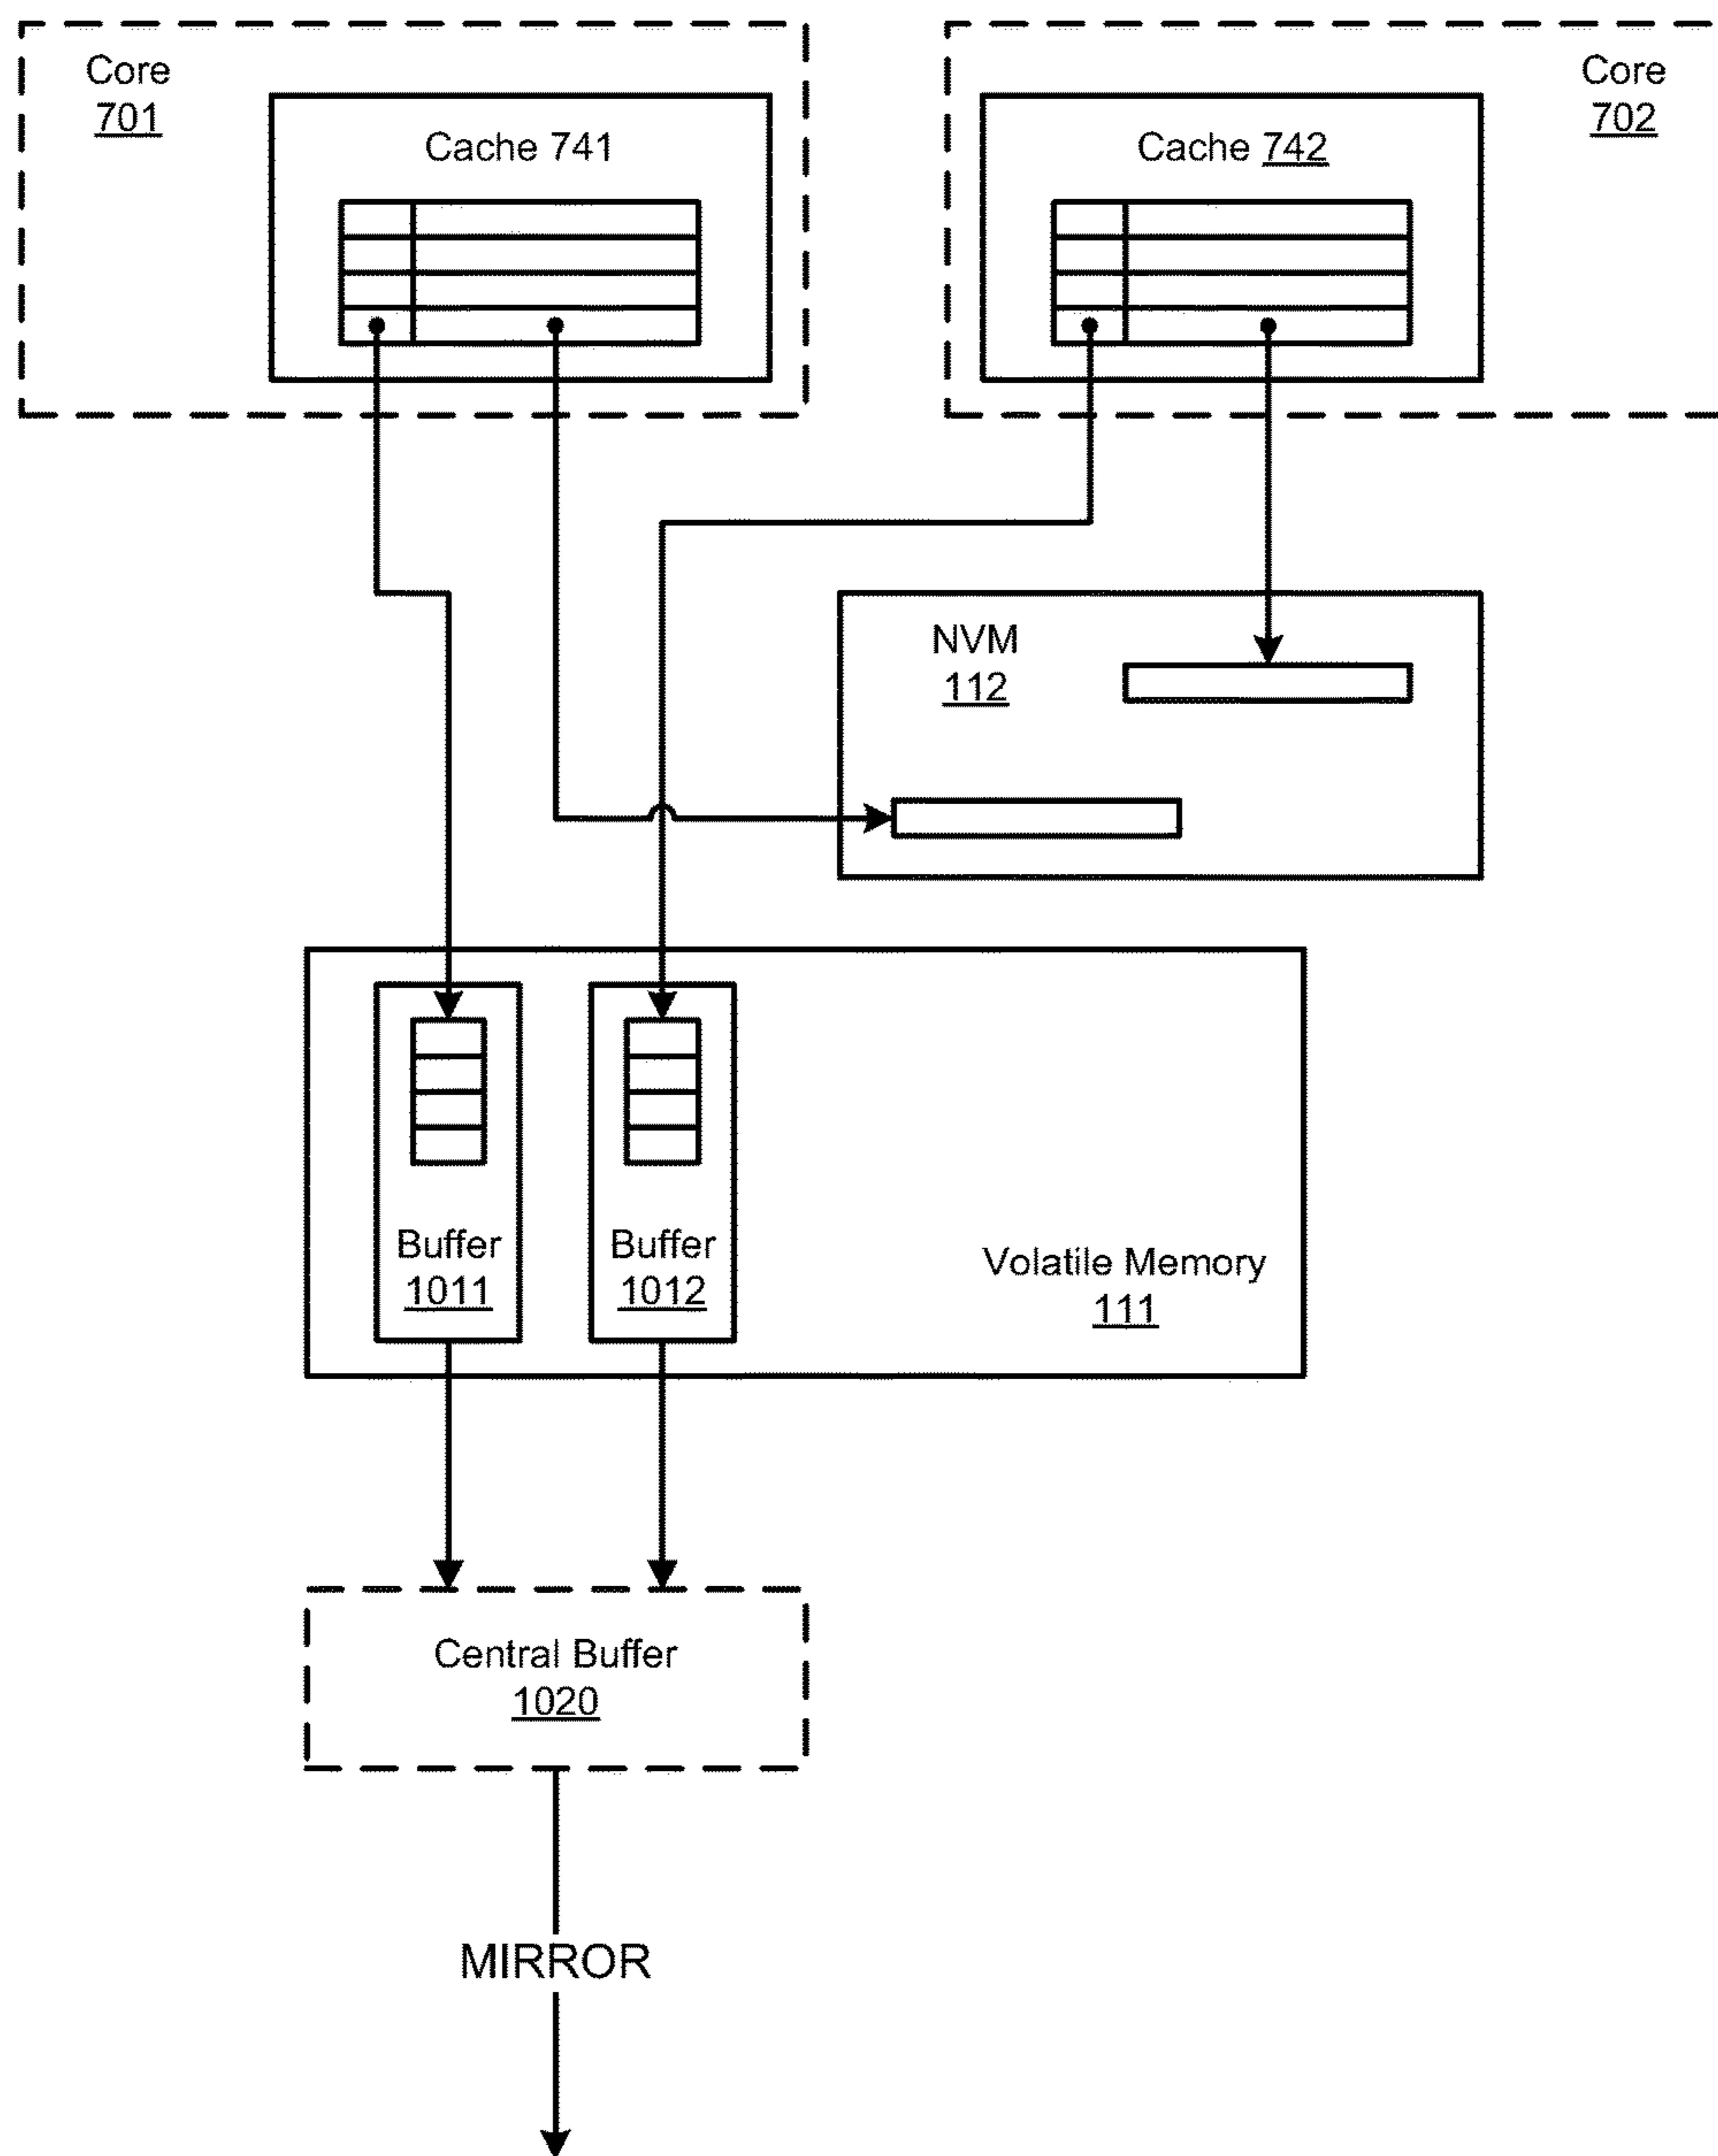 Core
701
Cache 741
Cache 742
Core
702
NVM
112
Buffer
1011
Buffer
1012
Volatile Memory
111
Central Buffer
1020
MIRROR